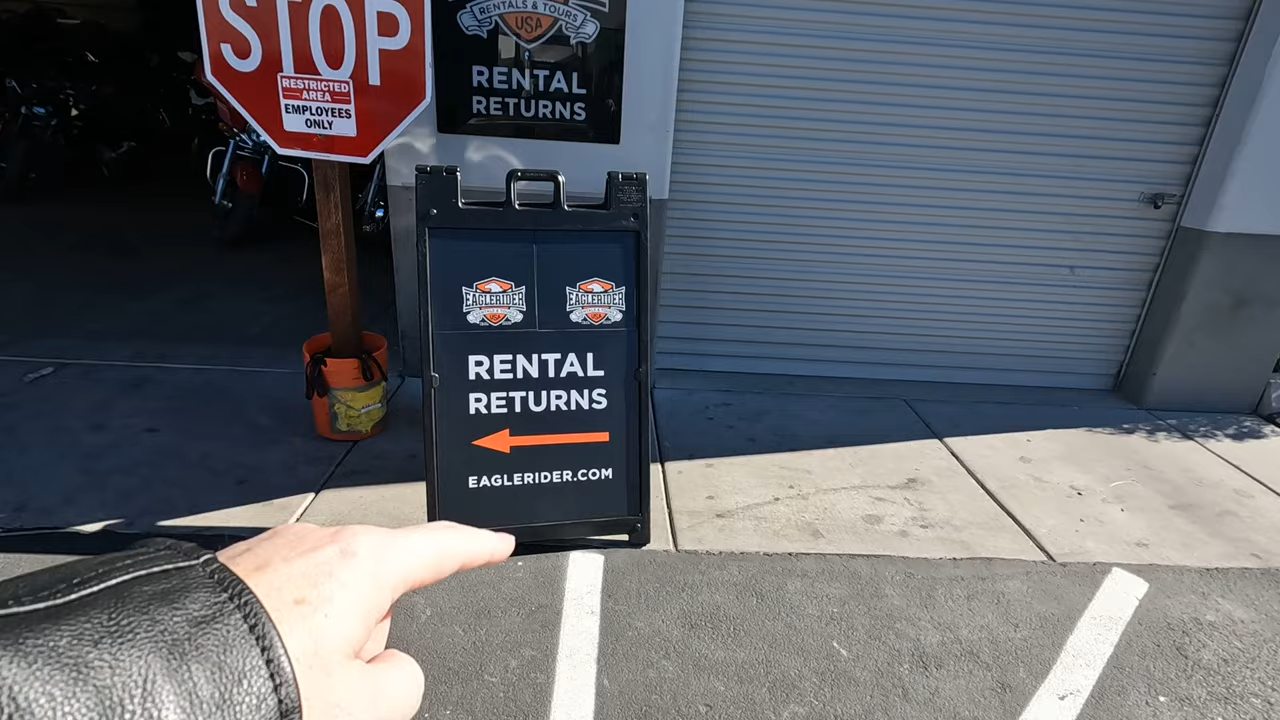 STOP
RESTRICTED
AREA
EMPLOYEES
ONLY
RENTALS & TOURS
USA
RENTAL
RETURNS
EAGLERIDER
EAGLERIDER
RENTAL
RETURNS
EAGLERIDER.COM